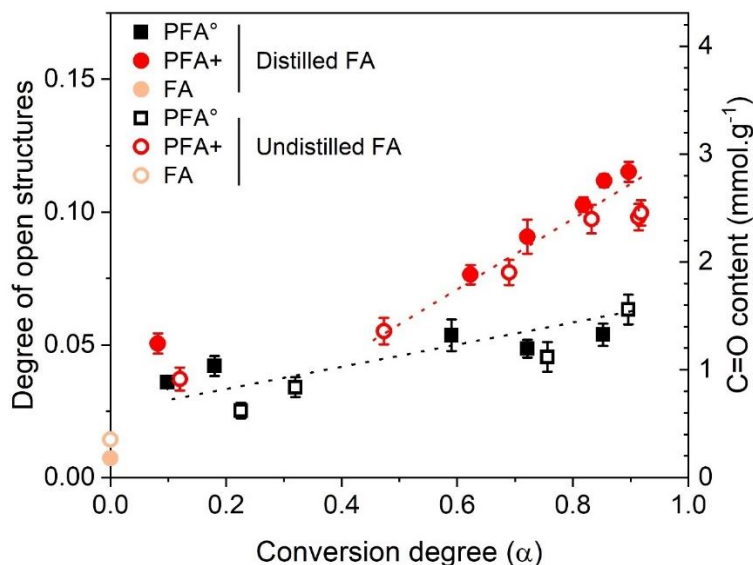 PFA°
PFA+
Distilled FA
FA
PFA°
PFA+
Undistilled FA
FA
Degree of open structures
0.15
0.10
0.05
0.00
0.0
0.2
0.4
0.6
0.8
1.0
Conversion degree (α)
4
3
2
1
0
C=O content (mmol.g⁻¹)